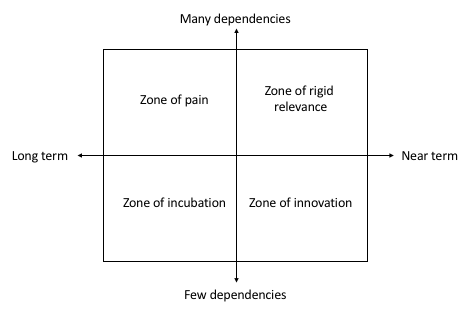 Many dependencies
Zone of pain
Zone of rigid
relevance
Long term
Near term
Zone of incubation
Zone of innovation
Few dependencies